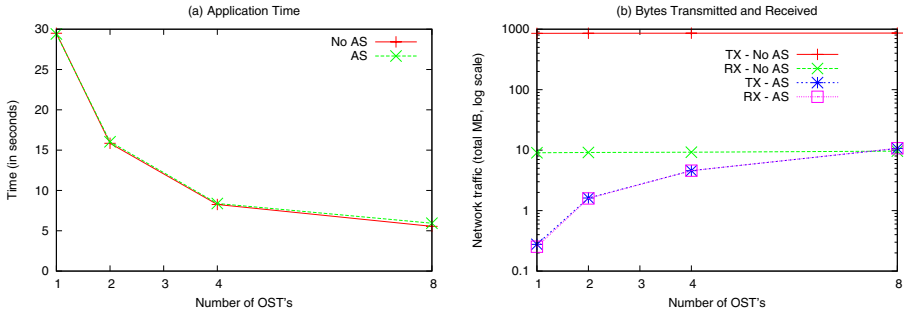 (a) Application Time
Time (in seconds)
30
25
20
15
10
5
0
No AS
AS
1
2
4
8
Number of OST's
(b) Bytes Transmitted and Received
Network traffic (total MB, log scale)
1000
100
10
1
0.1
TX - No AS
RX - No AS
TX - AS
RX - AS
1
2
3
4
8
Number of OST's